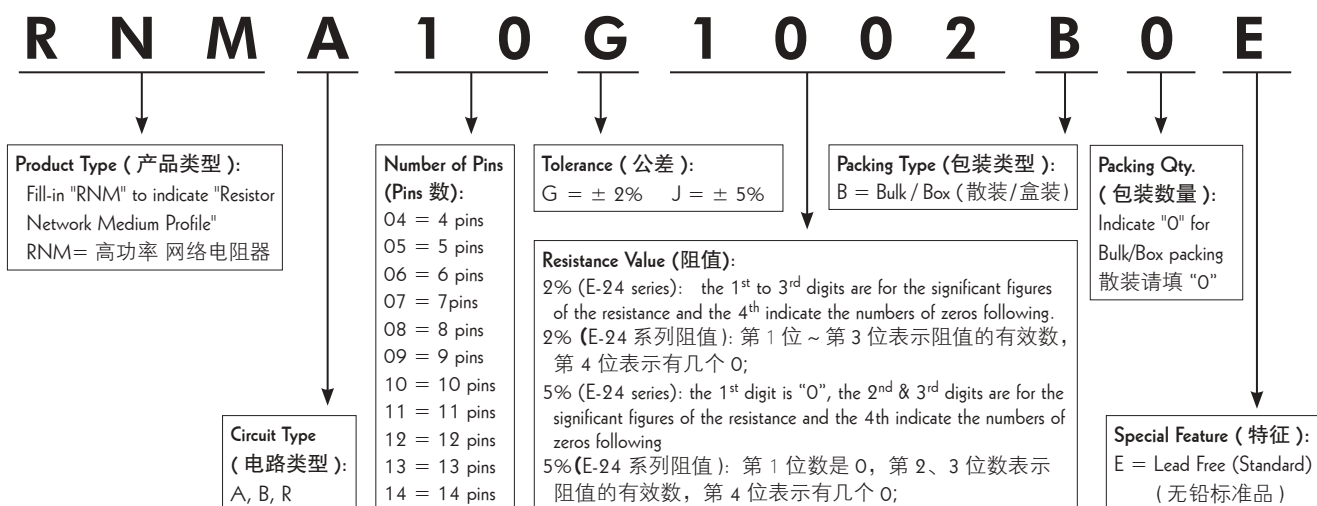 R N M A 1 0 G 1 0 0 2 B 0 E
Product Type ( 产品类型 ):
Fill-in "RNM" to indicate "Resistor
Network Medium Profile"
RNM= 高功率 网络电阻器
Circuit Type
( 电路类型 ):
A, B, R
Number of Pins
(Pins 数):
04 = 4 pins
05 = 5 pins
06 = 6 pins
07 = 7pins
08 = 8 pins
09 = 9 pins
10 = 10 pins
11 = 11 pins
12 = 12 pins
13 = 13 pins
14 = 14 pins
Tolerance ( 公差 ):
G = ± 2% J = ± 5%
Resistance Value (阻值):
2% (E-24 series): the 1st to 3rd digits are for the significant figures
of the resistance and the 4th indicate the numbers of zeros following.
2% (E-24 系列阻值 ): 第 1 位 ~ 第 3 位表示阻值的有效数，
第 4 位表示有几个 0;
5% (E-24 series): the 1st digit is “0”, the 2nd & 3rd digits are for the
significant figures of the resistance and the 4th indicate the numbers of
zeros following
5%(E-24 系列阻值 ): 第 1 位数是 0，第 2、3 位数表示
阻值的有效数，第 4 位表示有几个 0;
Packing Type (包装类型 ):
B = Bulk / Box ( 散装/盒装 )
Packing Qty.
( 包装数量 ):
Indicate "0" for
Bulk/Box packing
散装请填 “0”
Special Feature ( 特征 ):
E = Lead Free (Standard)
( 无铅标准品 )